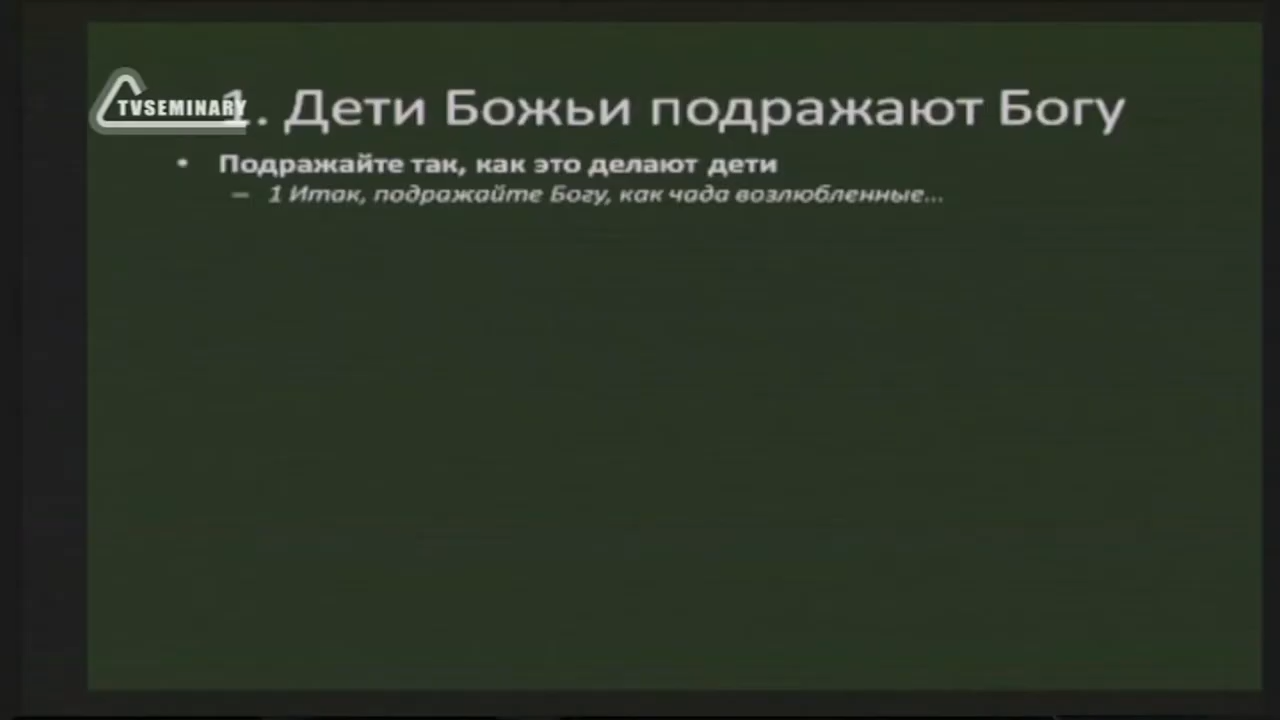 TVSEMINARY
1. Дети Божьи подражают Богу
• Подражайте так, как это делают дети
– 1 Итак, подражайте Богу, как чада возлюбленные...